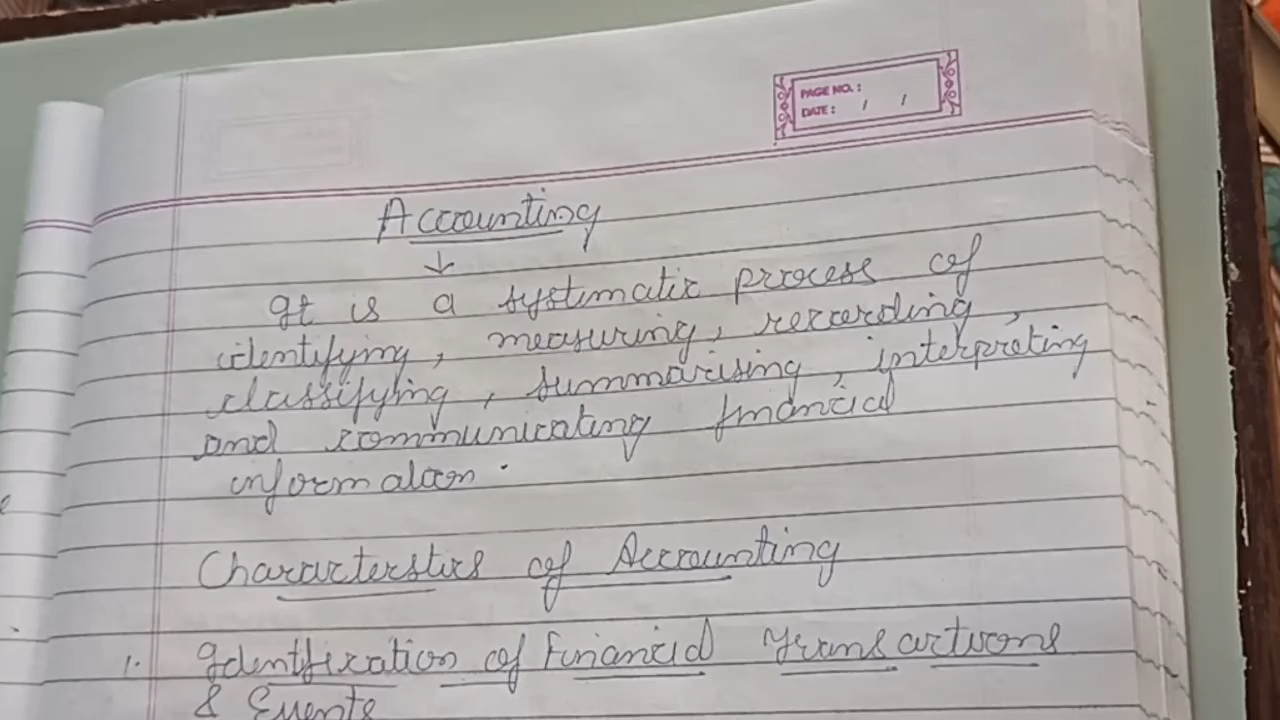 PAGE NO. :
DATE : / /
Accounting
↓
It is a systematic process of
identifying, measuring, recording,
classifying, summarising, interpreting
and communicating financial
information.
Characterstics of Accounting
1. Identification of Financial Transactions
& Events